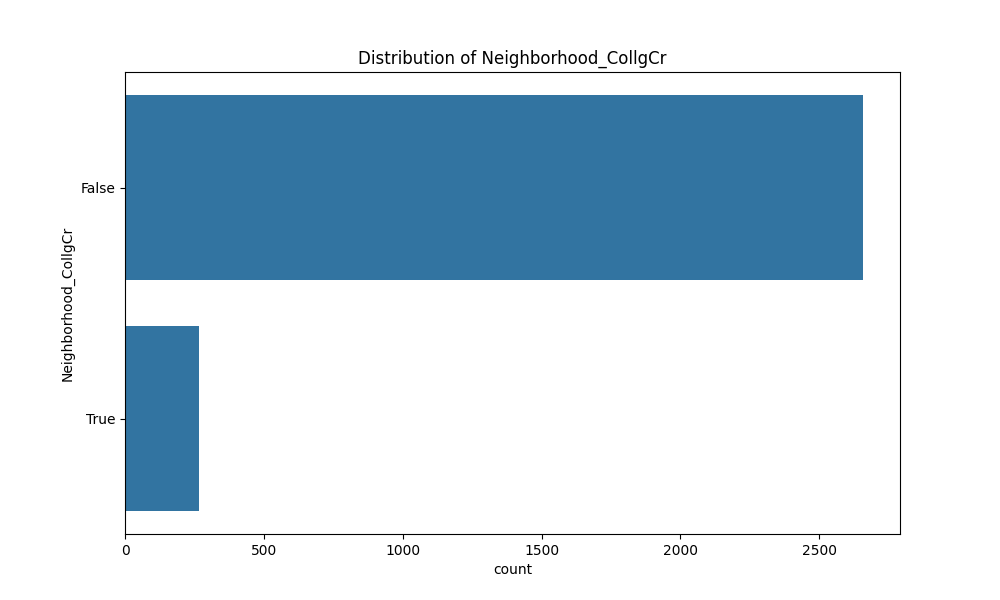 Distribution of Neighborhood_CollgCr
Neighborhood_CollgCr
False
True
0 500 1000 1500 2000 2500
count